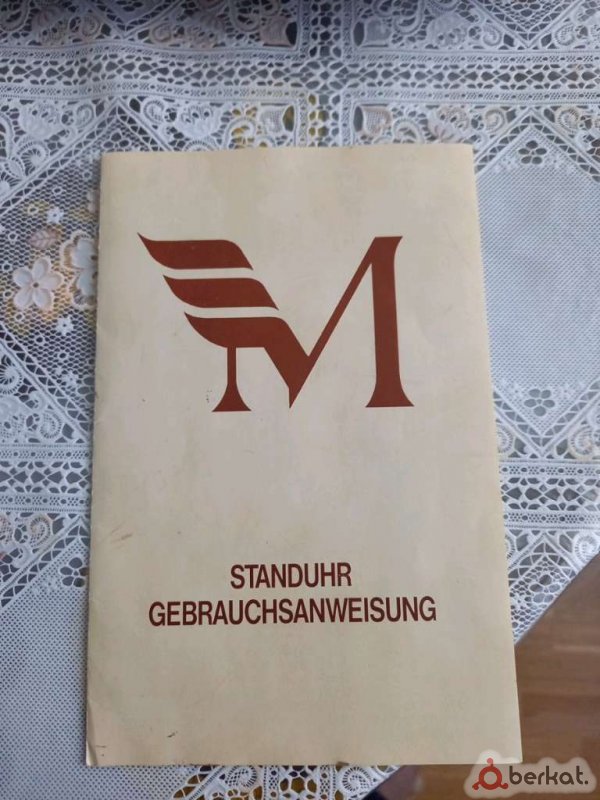 M
STANDUHR
GEBRAUCHSANWEISUNG
berkat.